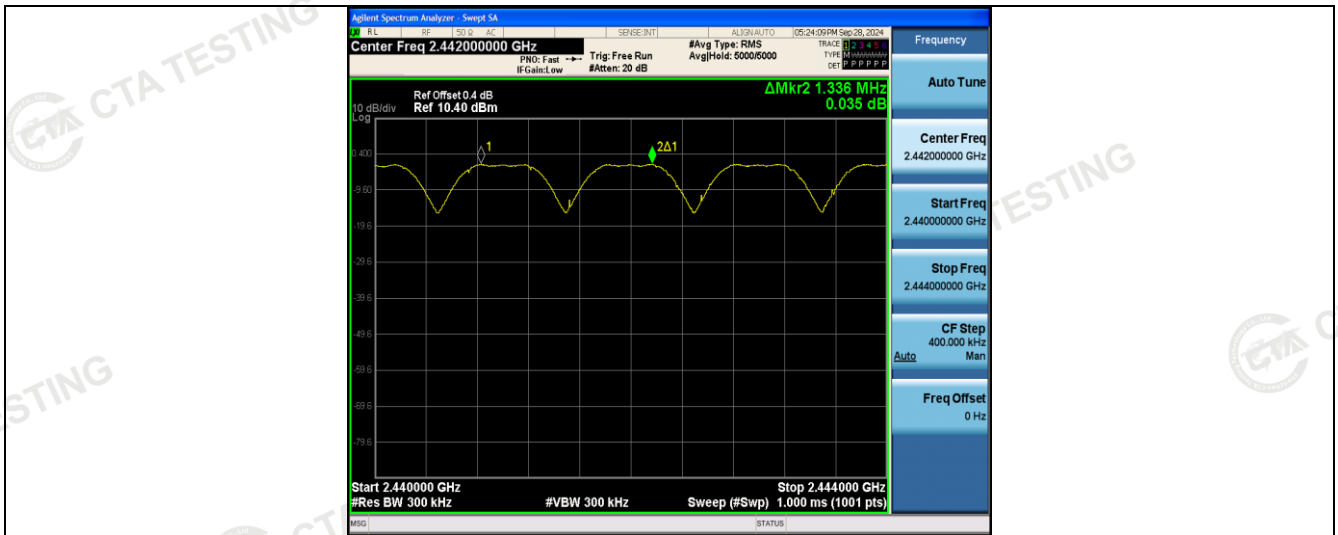 CTA TESTING
Agilent Spectrum Analyzer - Swept SA
RL RF 50 Ω AC SENSE:INT ALIGN AUTO 05:24:09 PM Sep 28, 2024
Center Freq 2.442000000 GHz
PNO: Fast
IFGain:Low
Trig: Free Run
#Atten: 20 dB
#Avg Type: RMS
Avg|Hold: 5000/5000
TRACE 1 2 3 4 5 6
TYPE M
DET P P P P P P
Ref Offset 0.4 dB
10 dB/div Ref 10.40 dBm
Log
ΔMkr2 1.336 MHz
0.035 dB
1
2Δ1
0.400
-9.60
-19.6
-29.6
-39.6
-49.6
-59.6
-69.6
-79.6
Start 2.440000 GHz
Stop 2.444000 GHz
#Res BW 300 kHz
#VBW 300 kHz
Sweep (#Swp) 1.000 ms (1001 pts)
MSG
STATUS
Frequency
Auto Tune
Center Freq
2.442000000 GHz
Start Freq
2.440000000 GHz
Stop Freq
2.444000000 GHz
CF Step
400.000 kHz
Auto Man
Freq Offset
0 Hz
TESTING
CTA
STING
CT